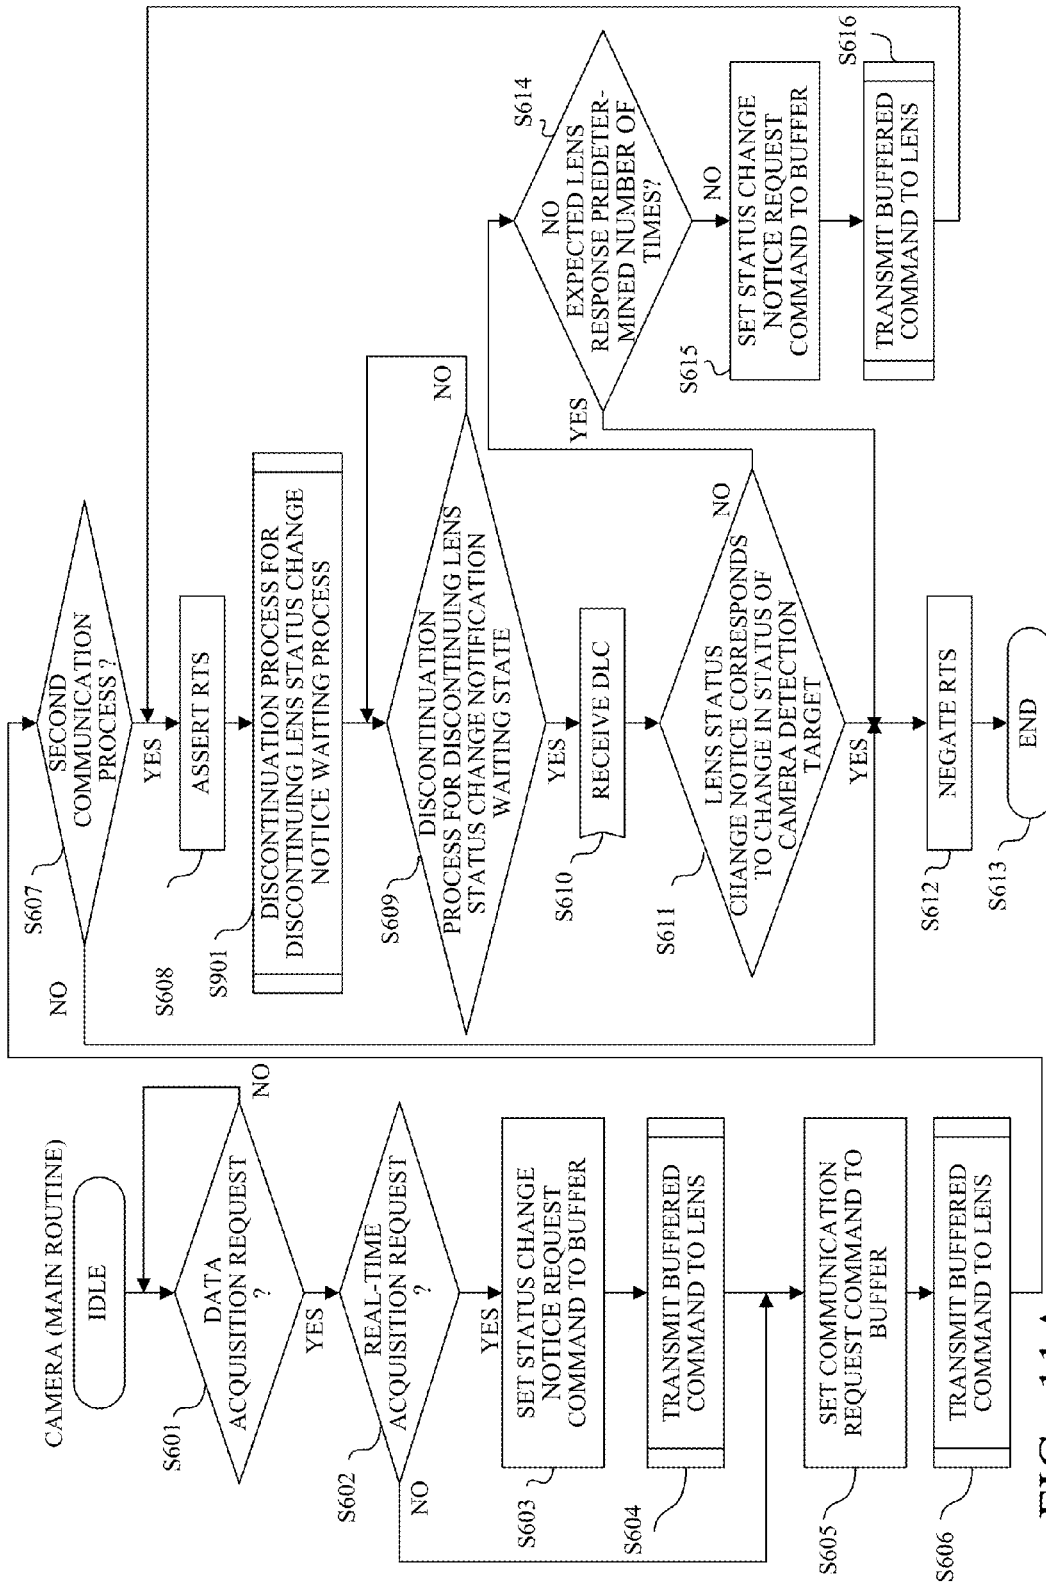 CAMERA (MAIN ROUTINE)
IDLE
S601
DATA
ACQUISITION REQUEST
?
NO
YES
S602
REAL-TIME
ACQUISITION REQUEST
?
NO
YES
S603
SET STATUS CHANGE
NOTICE REQUEST
COMMAND TO BUFFER
S604
TRANSMIT BUFFERED
COMMAND TO LENS
S605
SET COMMUNICATION
REQUEST COMMAND TO
BUFFER
S606
TRANSMIT BUFFERED
COMMAND TO LENS
S607
SECOND
COMMUNICATION
PROCESS ?
NO
YES
S608
ASSERT RTS
S901
DISCONTINUATION PROCESS FOR
DISCONTINUING LENS STATUS CHANGE
NOTICE WAITING PROCESS
S609
DISCONTINUATION
PROCESS FOR DISCONTINUING LENS
STATUS CHANGE NOTIFICATION
WAITING STATE
NO
YES
S610
RECEIVE DLC
S611
LENS STATUS
CHANGE NOTICE CORRESPONDS
TO CHANGE IN STATUS OF
CAMERA DETECTION
TARGET
NO
YES
S612
NEGATE RTS
S613
END
S614
NO
EXPECTED LENS
RESPONSE PREDETER-
MINED NUMBER OF
TIMES?
YES
NO
S615
SET STATUS CHANGE
NOTICE REQUEST
COMMAND TO BUFFER
S616
TRANSMIT BUFFERED
COMMAND TO LENS
FIG. 11A